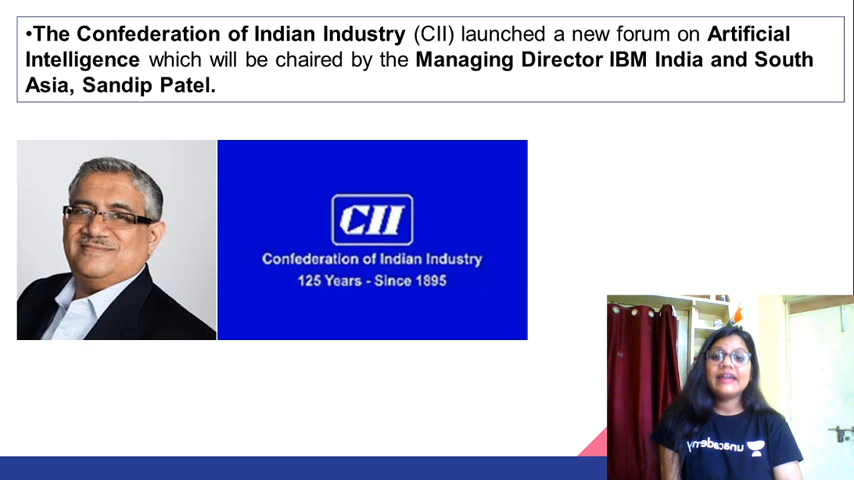 •The Confederation of Indian Industry (CII) launched a new forum on Artificial
Intelligence which will be chaired by the Managing Director IBM India and South
Asia, Sandip Patel.
CII
Confederation of Indian Industry
125 Years - Since 1895
unacademy